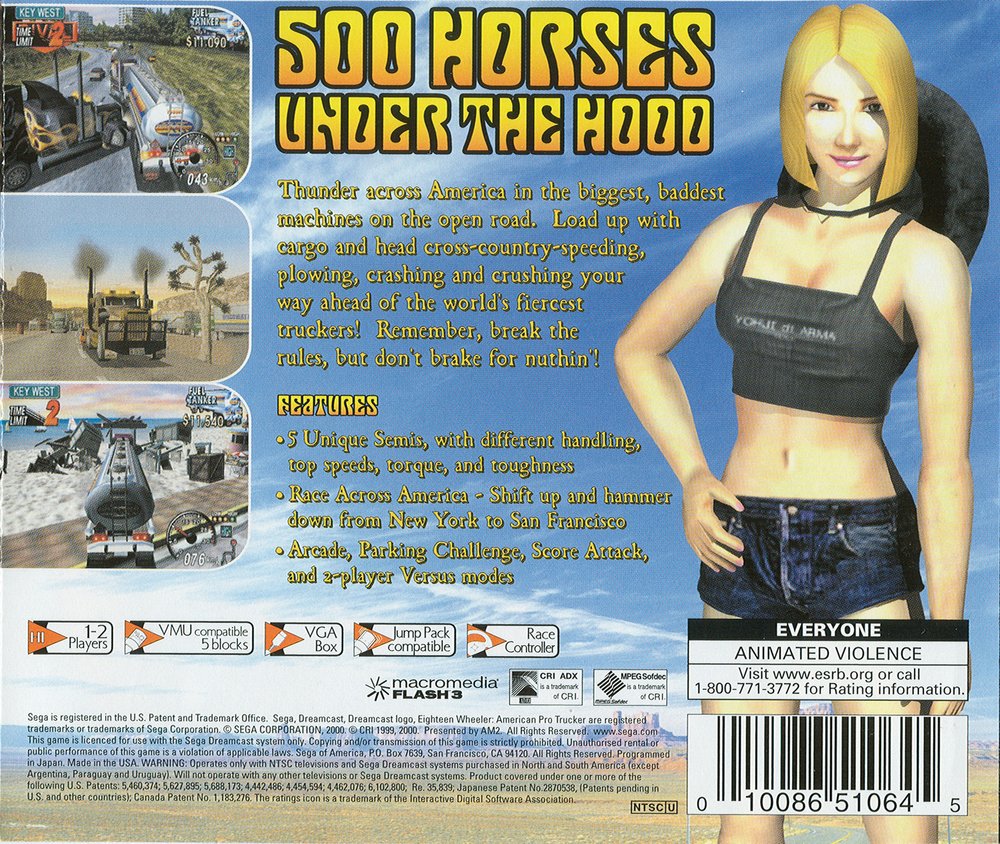 KEY WEST
TIME
LIMIT
2
FUEL
TANKER
$11,090
043
500 HORSES
UNDER THE HOOD
Thunder across America in the biggest, baddest
machines on the open road. Load up with
cargo and head cross-country-speeding,
plowing, crashing and crushing your
way ahead of the world's fiercest
truckers! Remember, break the
rules, but don't brake for nuthin'!
YOHJI
ARMA
KEY WEST
TIME
LIMIT
2
FUEL
TANKER
$11,540
076
FEATURES
• 5 Unique Semis, with different handling,
top speeds, torque, and toughness
• Race Across America - Shift up and hammer
down from New York to San Francisco
• Arcade, Parking Challenge, Score Attack,
and 2-player Versus modes
1-2
Players
VMU compatible
5 blocks
VGA
Box
Jump Pack
compatible
Race
Controller
macromedia
FLASH 3
CRI ADX
is a trademark
of CRI.
MPEG Sofdec
is a trademark
of CRI.
MPEG Sofdec
EVERYONE
ANIMATED VIOLENCE
Visit www.esrb.org or call
1-800-771-3772 for Rating information.
Sega is registered in the U.S. Patent and Trademark Office. Sega, Dreamcast, Dreamcast logo, Eighteen Wheeler: American Pro Trucker are registered
trademarks or trademarks of Sega Corporation. © SEGA CORPORATION, 2000. © CRI 1999, 2000. Presented by AM2. All Rights Reserved. www.sega.com
This game is licenced for use with the Sega Dreamcast system only. Copying and/or transmission of this game is strictly prohibited. Unauthorised rental or
public performance of this game is a violation of applicable laws. Sega of America, P.O. Box 7639, San Francisco, CA 94120. All Rights Reserved. Programmed
in Japan. Made in the USA. WARNING: Operates only with NTSC televisions and Sega Dreamcast systems purchased in North and South America (except
Argentina, Paraguay and Uruguay). Will not operate with any other televisions or Sega Dreamcast systems. Product covered under one or more of the
following U.S. Patents: 5,460,374; 5,627,895; 5,688,173; 4,442,486; 4,454,594; 4,462,076; 6,102,800; Re. 35,839; Japanese Patent No.2870538, (Patents pending in
U.S. and other countries); Canada Patent No. 1,183,276. The ratings icon is a trademark of the Interactive Digital Software Association.
NTSC U
0 10086 51064 5